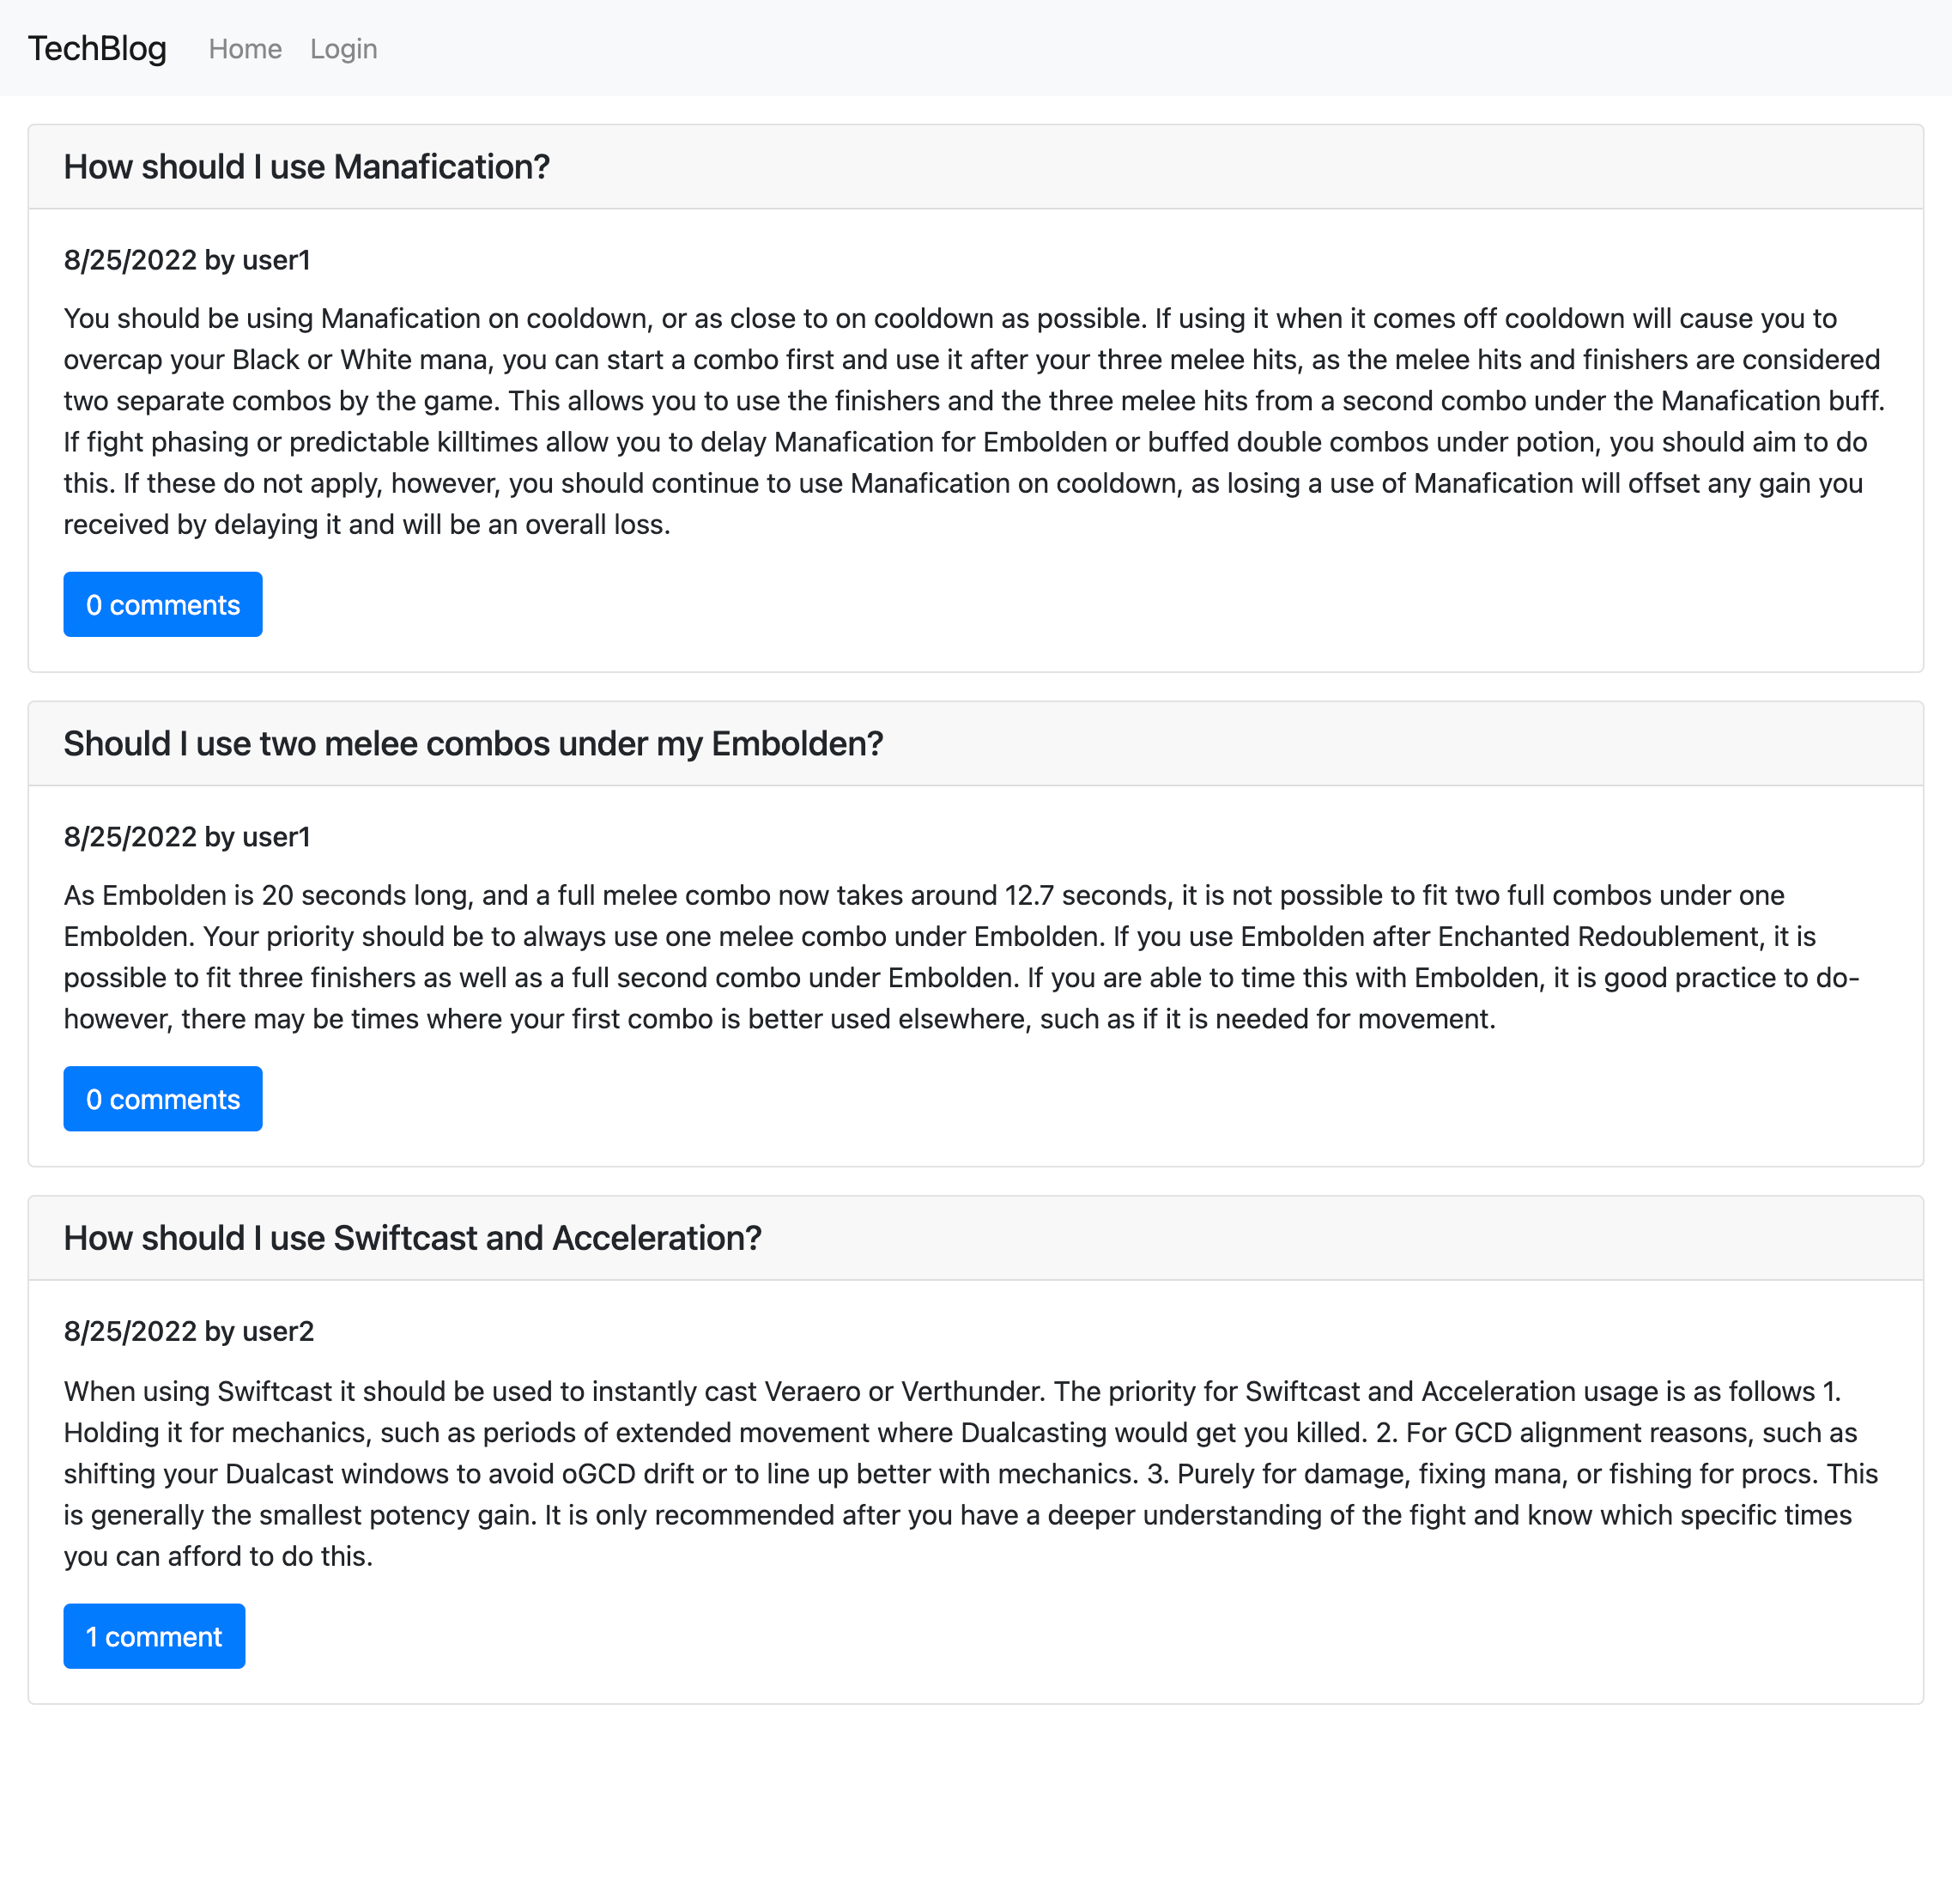 TechBlog Home Login
How should I use Manafication?
8/25/2022 by user1
You should be using Manafication on cooldown, or as close to on cooldown as possible. If using it when it comes off cooldown will cause you to
overcap your Black or White mana, you can start a combo first and use it after your three melee hits, as the melee hits and finishers are considered
two separate combos by the game. This allows you to use the finishers and the three melee hits from a second combo under the Manafication buff.
If fight phasing or predictable killtimes allow you to delay Manafication for Embolden or buffed double combos under potion, you should aim to do
this. If these do not apply, however, you should continue to use Manafication on cooldown, as losing a use of Manafication will offset any gain you
received by delaying it and will be an overall loss.
0 comments
Should I use two melee combos under my Embolden?
8/25/2022 by user1
As Embolden is 20 seconds long, and a full melee combo now takes around 12.7 seconds, it is not possible to fit two full combos under one
Embolden. Your priority should be to always use one melee combo under Embolden. If you use Embolden after Enchanted Redoublement, it is
possible to fit three finishers as well as a full second combo under Embolden. If you are able to time this with Embolden, it is good practice to do-
however, there may be times where your first combo is better used elsewhere, such as if it is needed for movement.
0 comments
How should I use Swiftcast and Acceleration?
8/25/2022 by user2
When using Swiftcast it should be used to instantly cast Veraero or Verthunder. The priority for Swiftcast and Acceleration usage is as follows 1.
Holding it for mechanics, such as periods of extended movement where Dualcasting would get you killed. 2. For GCD alignment reasons, such as
shifting your Dualcast windows to avoid oGCD drift or to line up better with mechanics. 3. Purely for damage, fixing mana, or fishing for procs. This
is generally the smallest potency gain. It is only recommended after you have a deeper understanding of the fight and know which specific times
you can afford to do this.
1 comment